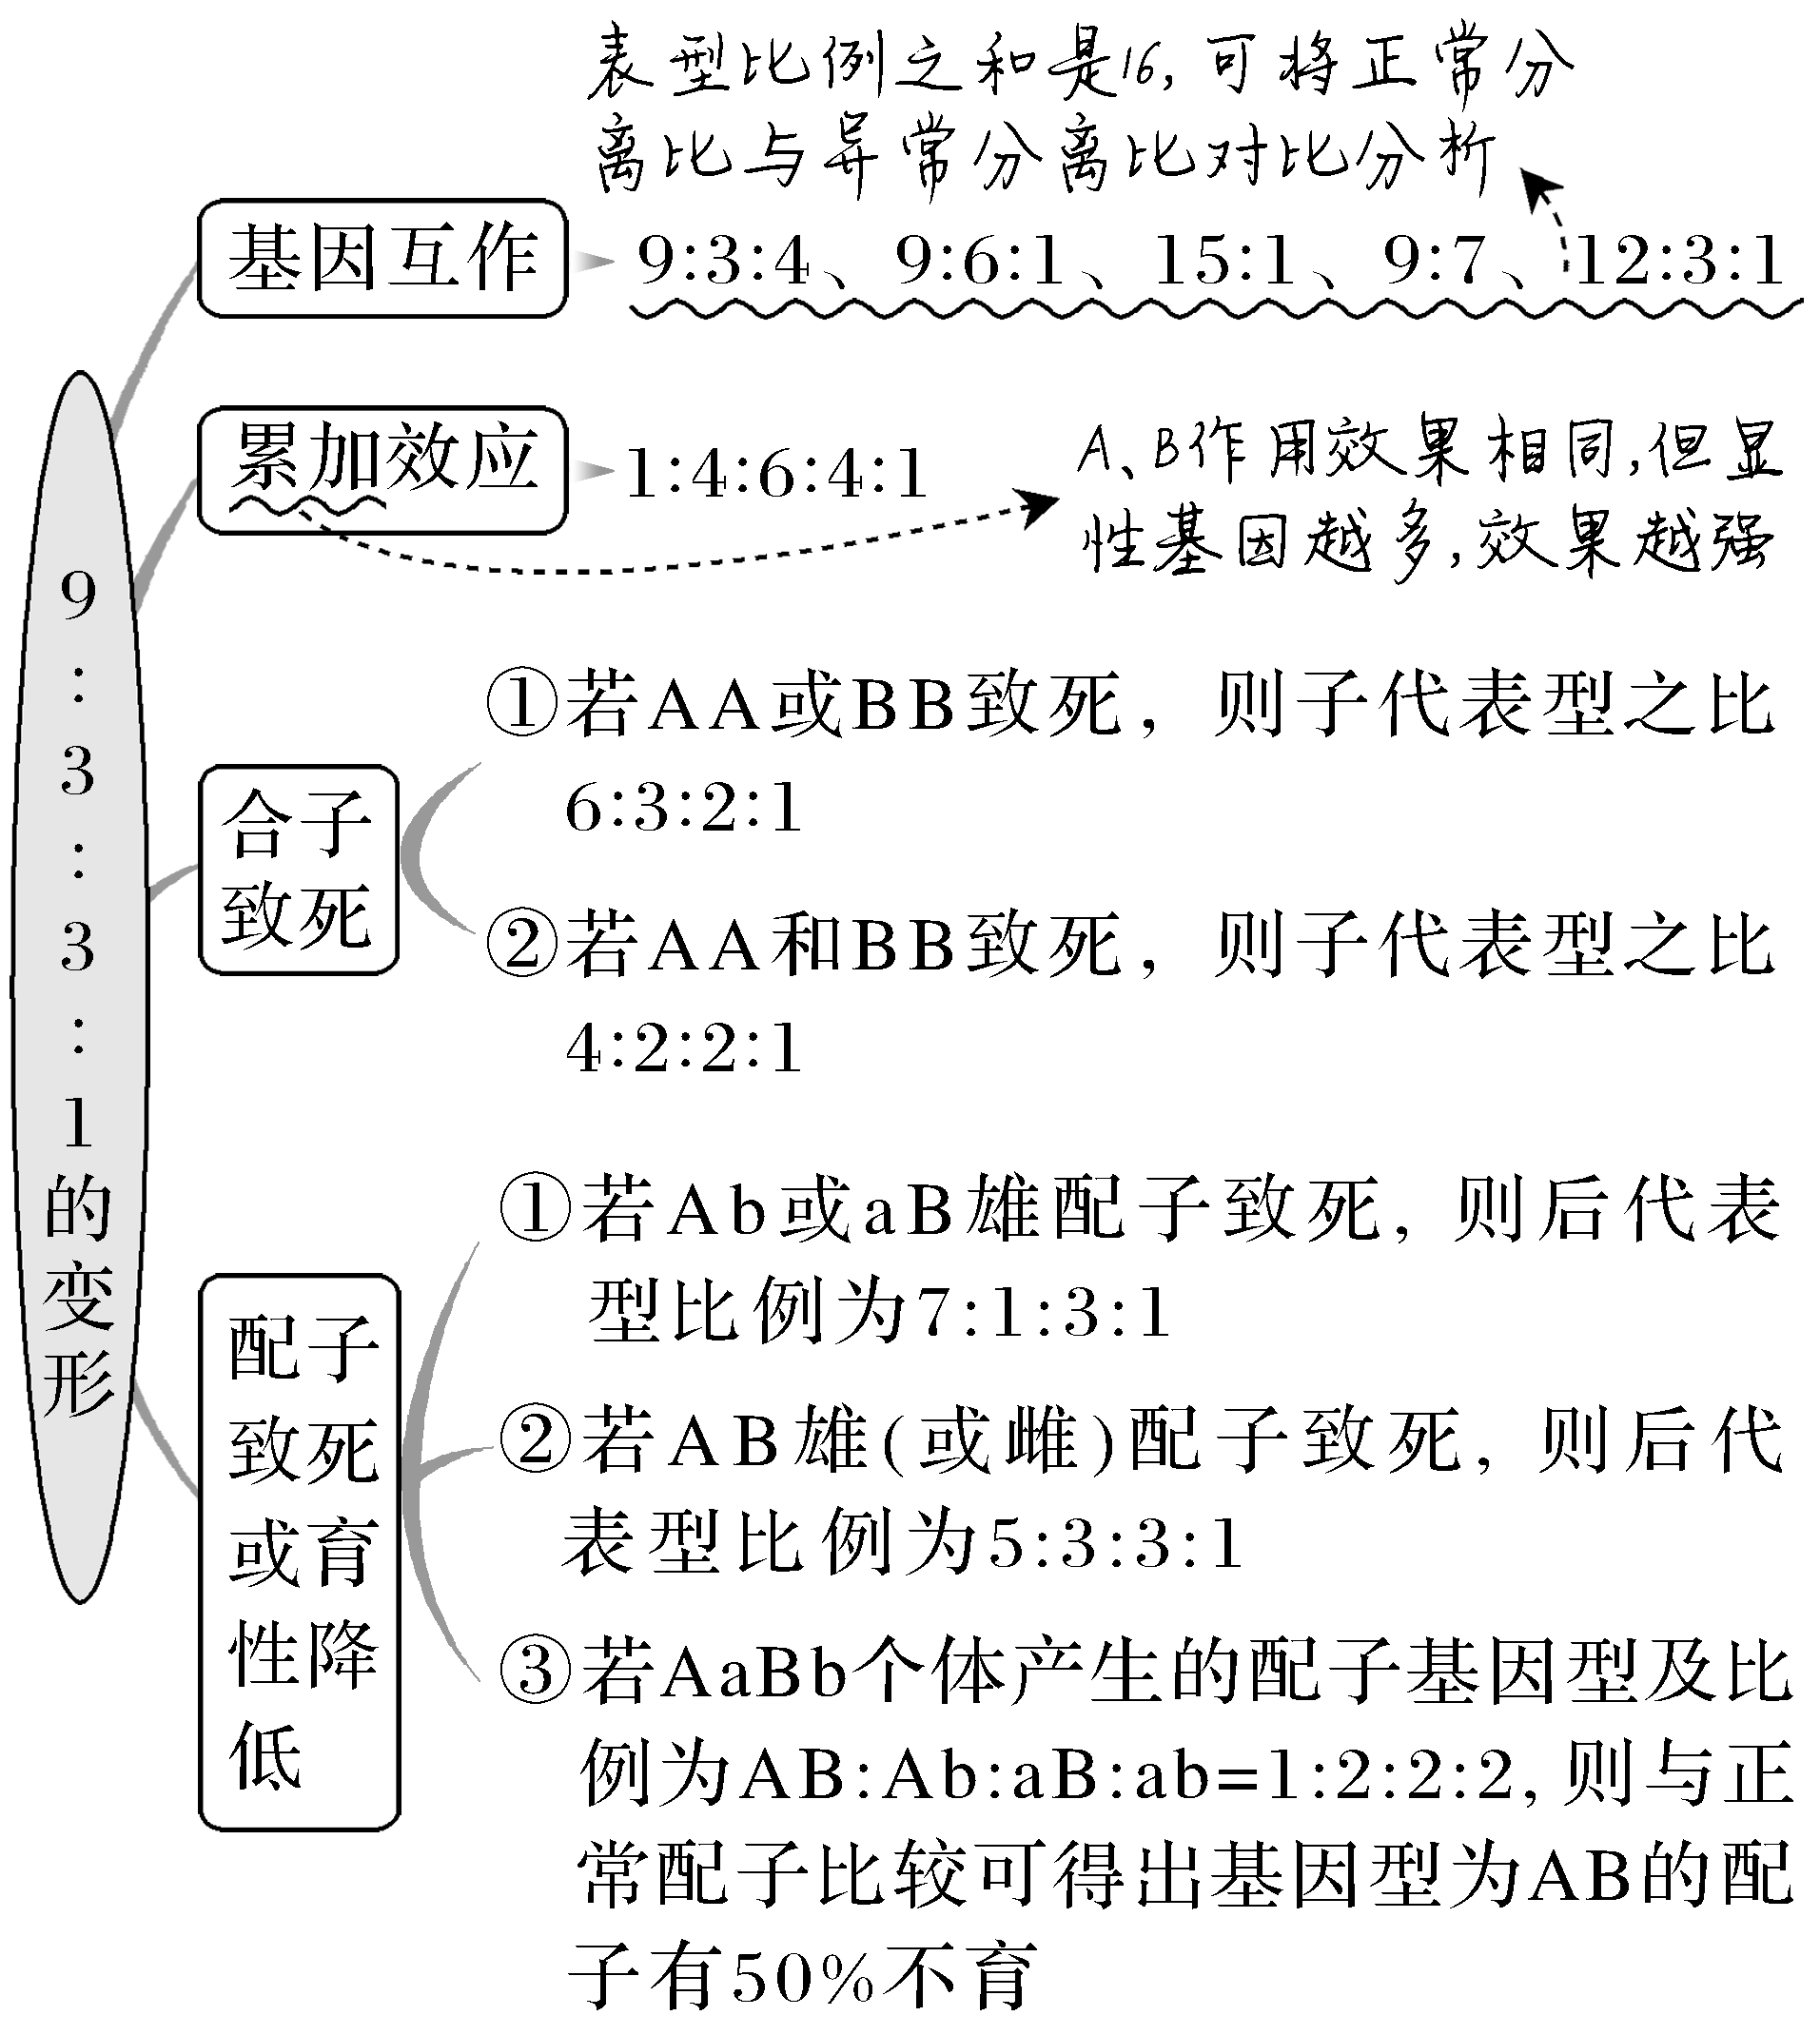 表型比例之和是16,可将正常分
离比与异常分离比对比分析
基因互作
9:3:4、9:6:1、15:1、9:7、12:3:1
累加效应
1:4:6:4:1
A、B作用效果相同,但显
性基因越多,效果越强
9:3:3:1的变形
合子
致死
①若AA或BB致死，则子代表型之比
6:3:2:1
②若AA和BB致死，则子代表型之比
4:2:2:1
配子
致死
或育
性降
低
①若Ab或aB雄配子致死，则后代表
型比例为7:1:3:1
②若AB雄(或雌)配子致死，则后代
表型比例为5:3:3:1
③若AaBb个体产生的配子基因型及比
例为AB:Ab:aB:ab=1:2:2:2,则与正
常配子比较可得出基因型为AB的配
子有50%不育